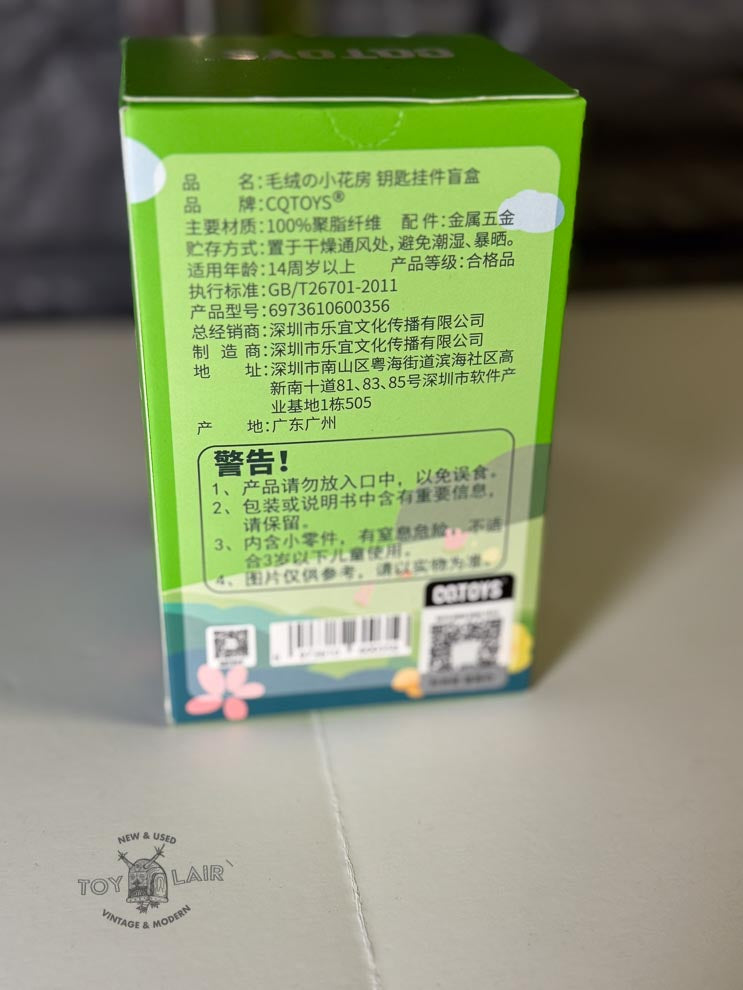 CQTOYS
品 名：毛绒の小花房 钥匙挂件盲盒
品 牌：CQTOYS®
主要材质：100%聚脂纤维 配件：金属五金
贮存方式：置于干燥通风处，避免潮湿、暴晒。
适用年龄：14周岁以上 产品等级：合格品
执行标准：GB/T26701-2011
产品型号：6973610600356
总经销商：深圳市乐宜文化传播有限公司
制 造 商：深圳市乐宜文化传播有限公司
地 址：深圳市南山区粤海街道滨海社区高
新南十道81、83、85号深圳市软件产
业基地1栋505
产 地：广东广州
警告！
1、产品请勿放入口中，以免误食。
2、包装或说明书中含有重要信息，
请保留。
3、内含小零件，有窒息危险，不适
合3岁以下儿童使用。
4、图片仅供参考，请以实物为准。
CQTOYS
NEW & USED
TOY LAIR
VINTAGE & MODERN